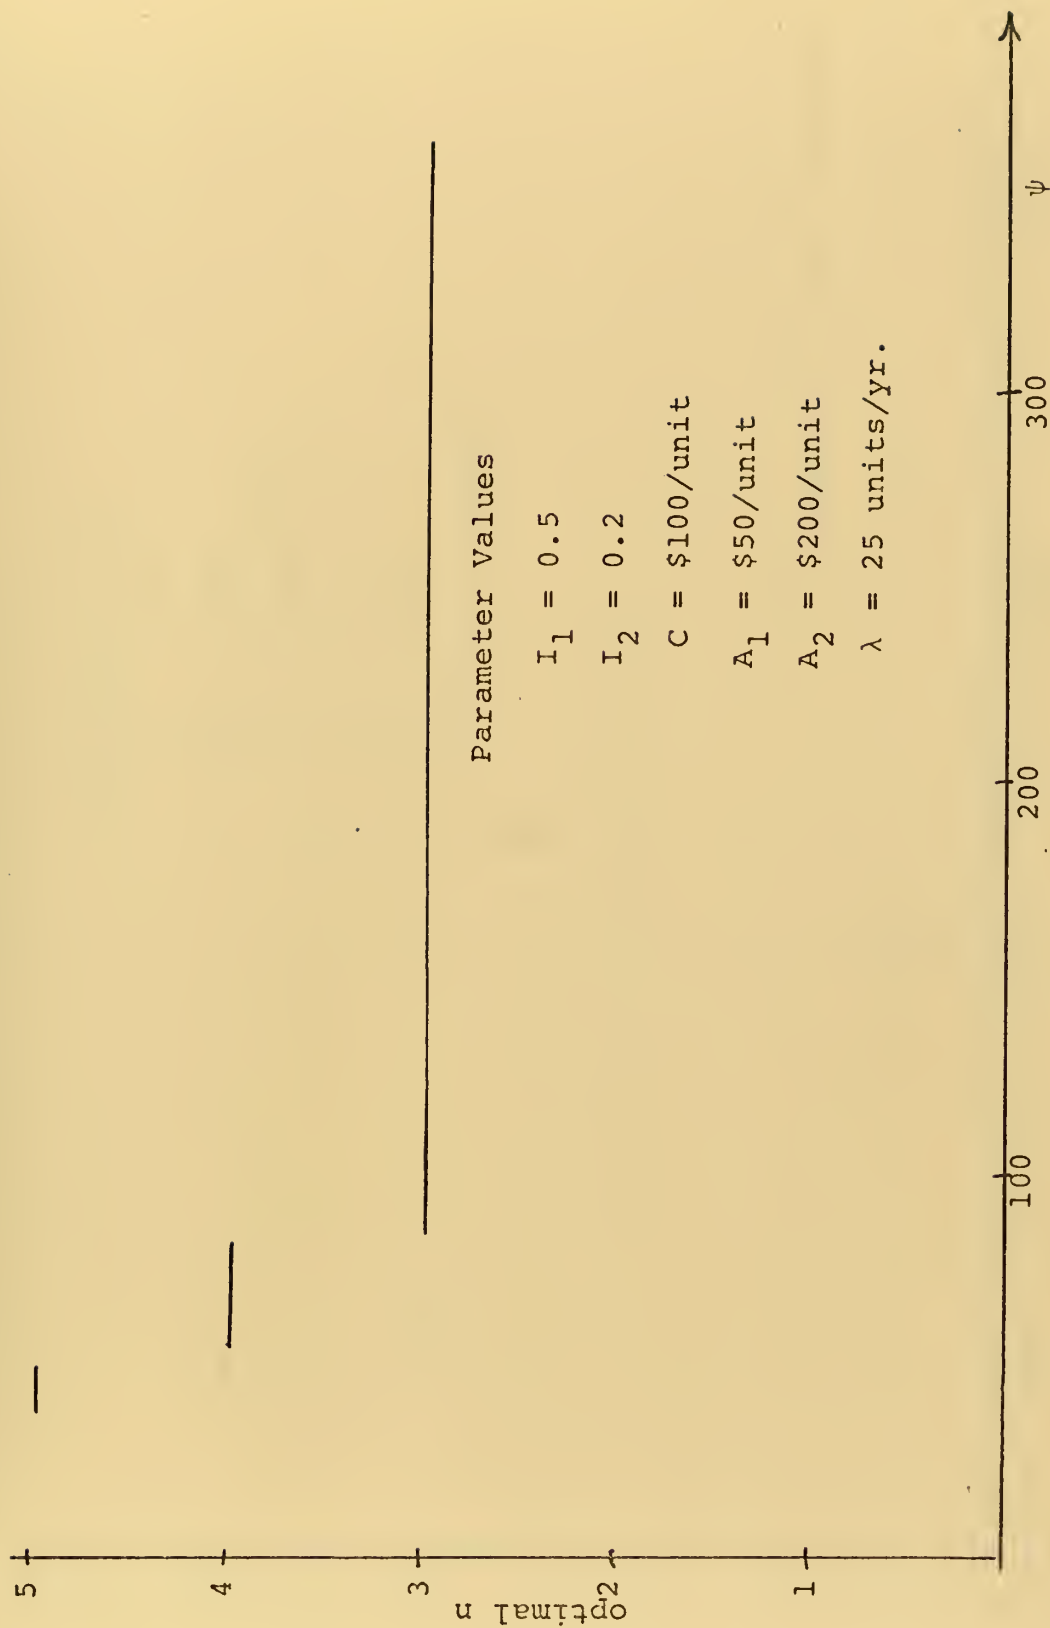 5
4
3
2
1
optimal n
Parameter Values
I1 = 0.5
I2 = 0.2
C = $100/unit
A1 = $50/unit
A2 = $200/unit
λ = 25 units/yr.
100
200
300
ψ